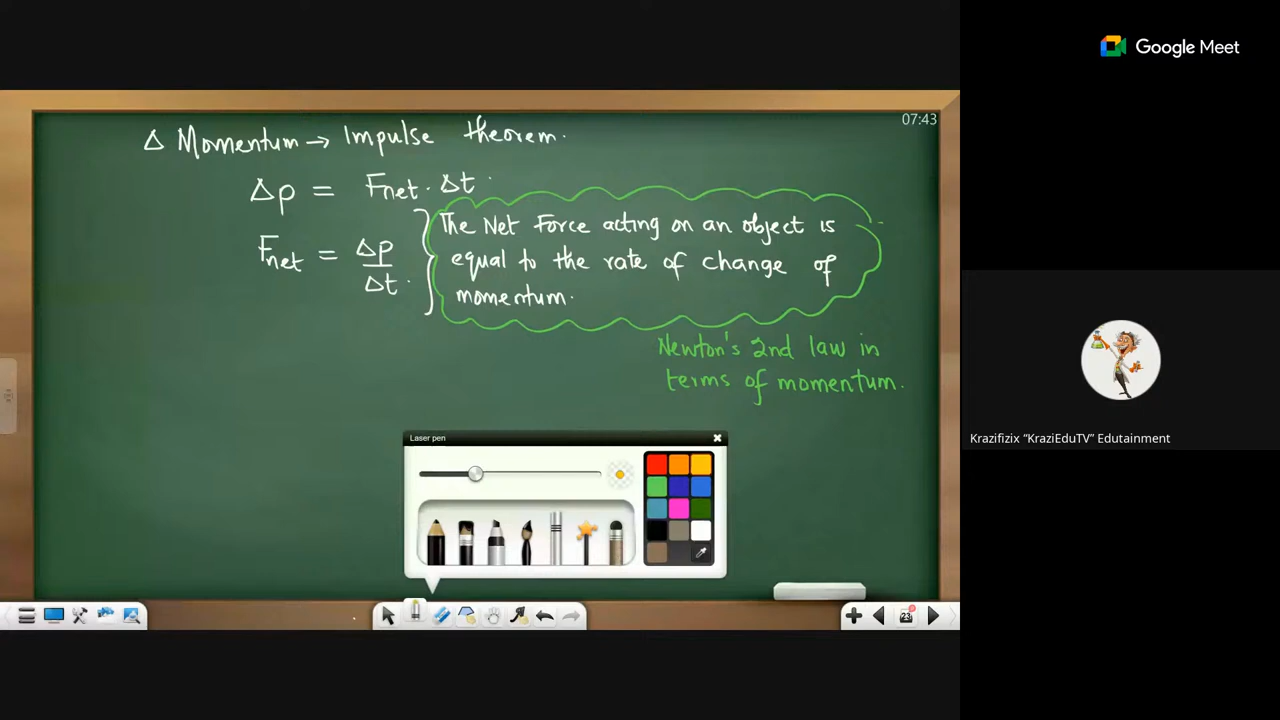 Google Meet
07:43
Δ Momentum → Impulse theorem.
Δp = Fnet. Δt.
Fnet = Δp/Δt.
The Net Force acting on an object is
equal to the rate of change of
momentum.
Newton's 2nd law in
terms of momentum.
Laser pen
23
Krazifizix “KraziEduTV” Edutainment